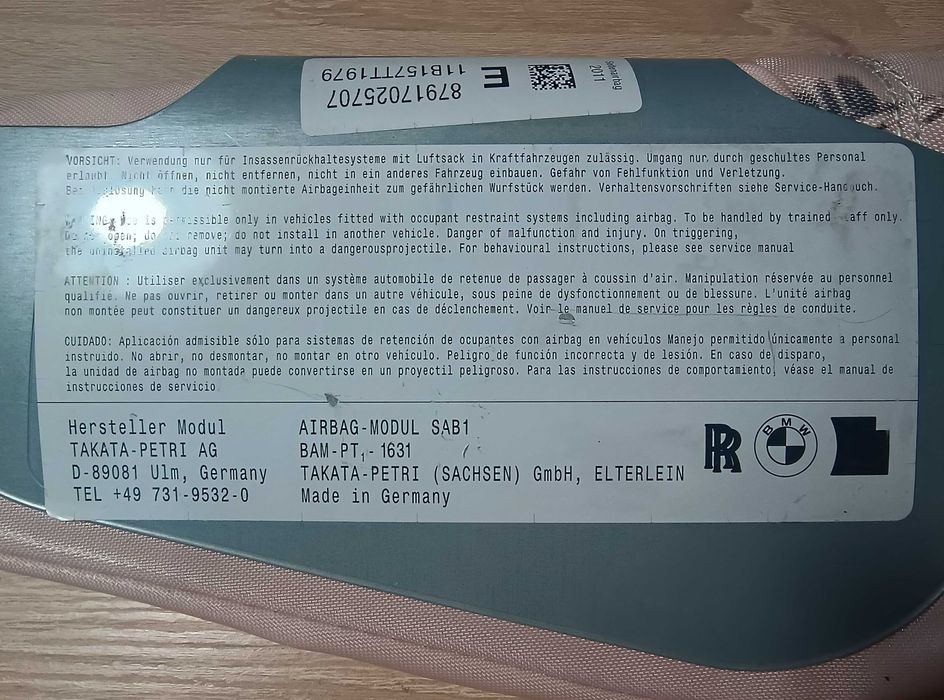 87917025707
11B157TT1979
E
2011
VORSICHT: Verwendung nur für Insassenrückhaltesysteme mit Luftsack in Kraftfahrzeugen zulässig. Umgang nur durch geschultes Personal
erlaubt. Nicht öffnen, nicht entfernen, nicht in ein anderes Fahrzeug einbauen. Gefahr von Fehlfunktion und Verletzung.
Bei die nicht montierte Airbageinheit zum gefährlichen Wurfstück werden. Verhaltensvorschriften siehe Service-Handbuch.
is only in vehicles fitted with occupant restraint systems including airbag. To be handled by trained staff only.
Do not open; do not remove; do not install in another vehicle. Danger of malfunction and injury. On triggering,
the uninstalled airbag unit may turn into a dangerousprojectile. For behavioural instructions, please see service manual
ATTENTION : Utiliser exclusivement dans un système automobile de retenue de passager à coussin d'air. Manipulation réservée au personnel
qualifié. Ne pas ouvrir, retirer ou monter dans un autre véhicule, sous peine de dysfonctionnement ou de blessure. L'unité airbag
non montée peut constituer un dangereux projectile en cas de déclenchement. Voir le manuel de service pour les règles de conduite.
CUIDADO: Aplicación admisible sólo para sistemas de retención de ocupantes con airbag en vehículos Manejo permitido únicamente a personal
instruido. No abrir, no desmontar, no montar en otro vehículo. Peligro de función incorrecta y de lesión. En caso de disparo,
la unidad de airbag no montada puede convertirse en un proyectil peligroso. Para las instrucciones de comportamiento, véase el manual de
instrucciones de servicio
Hersteller Modul
TAKATA-PETRI AG
D-89081 Ulm, Germany
TEL +49 731-9532-0
AIRBAG-MODUL SAB1
BAM-PT₁-1631
TAKATA-PETRI (SACHSEN) GmbH, ELTERLEIN
Made in Germany
RR
BMW